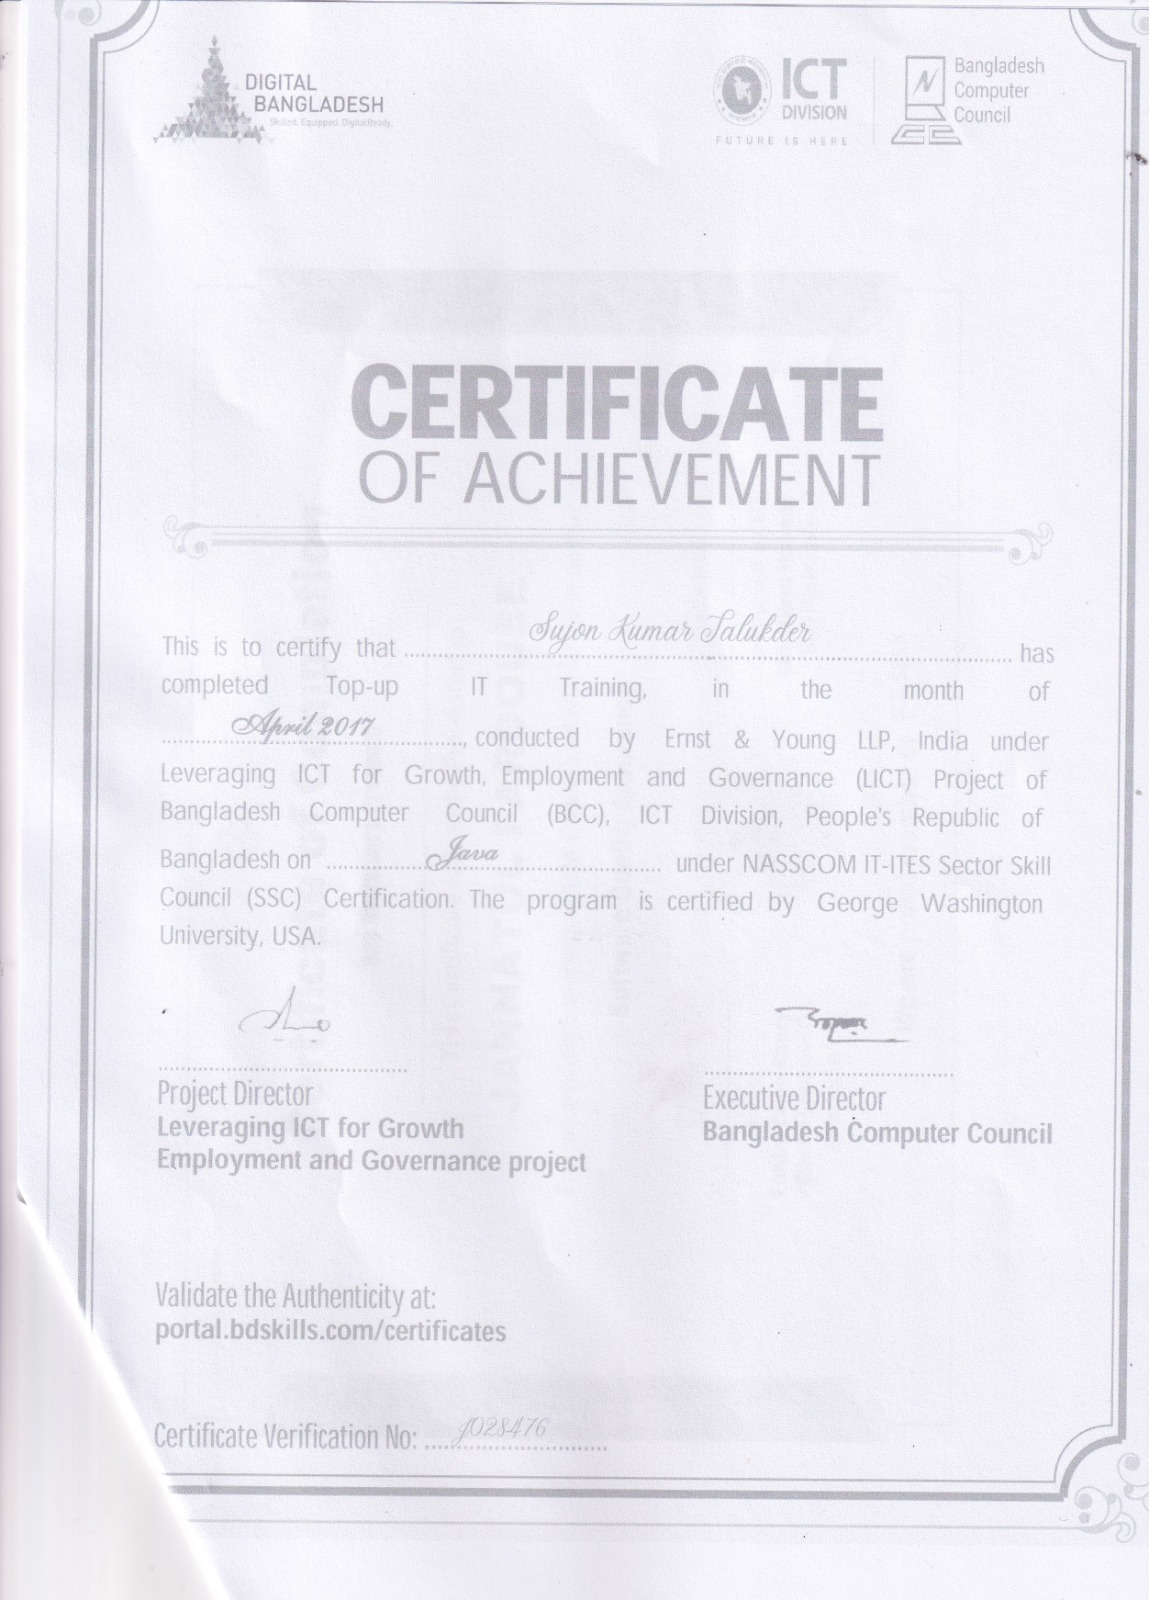 DIGITAL
BANGLADESH
Skilled. Equipped. DigitalReady.
ICT
DIVISION
FUTURE IS HERE
Bangladesh
Computer
Council
CERTIFICATE
OF ACHIEVEMENT
This is to certify that Sujon Kumar Talukder has
completed Top-up IT Training, in the month of
April 2017, conducted by Ernst & Young LLP, India under
Leveraging ICT for Growth, Employment and Governance (LICT) Project of
Bangladesh Computer Council (BCC), ICT Division, People's Republic of
Bangladesh on Java under NASSCOM IT-ITES Sector Skill
Council (SSC) Certification. The program is certified by George Washington
University, USA.
Project Director
Leveraging ICT for Growth
Employment and Governance project
Executive Director
Bangladesh Computer Council
Validate the Authenticity at:
portal.bdskills.com/certificates
Certificate Verification No: J028476